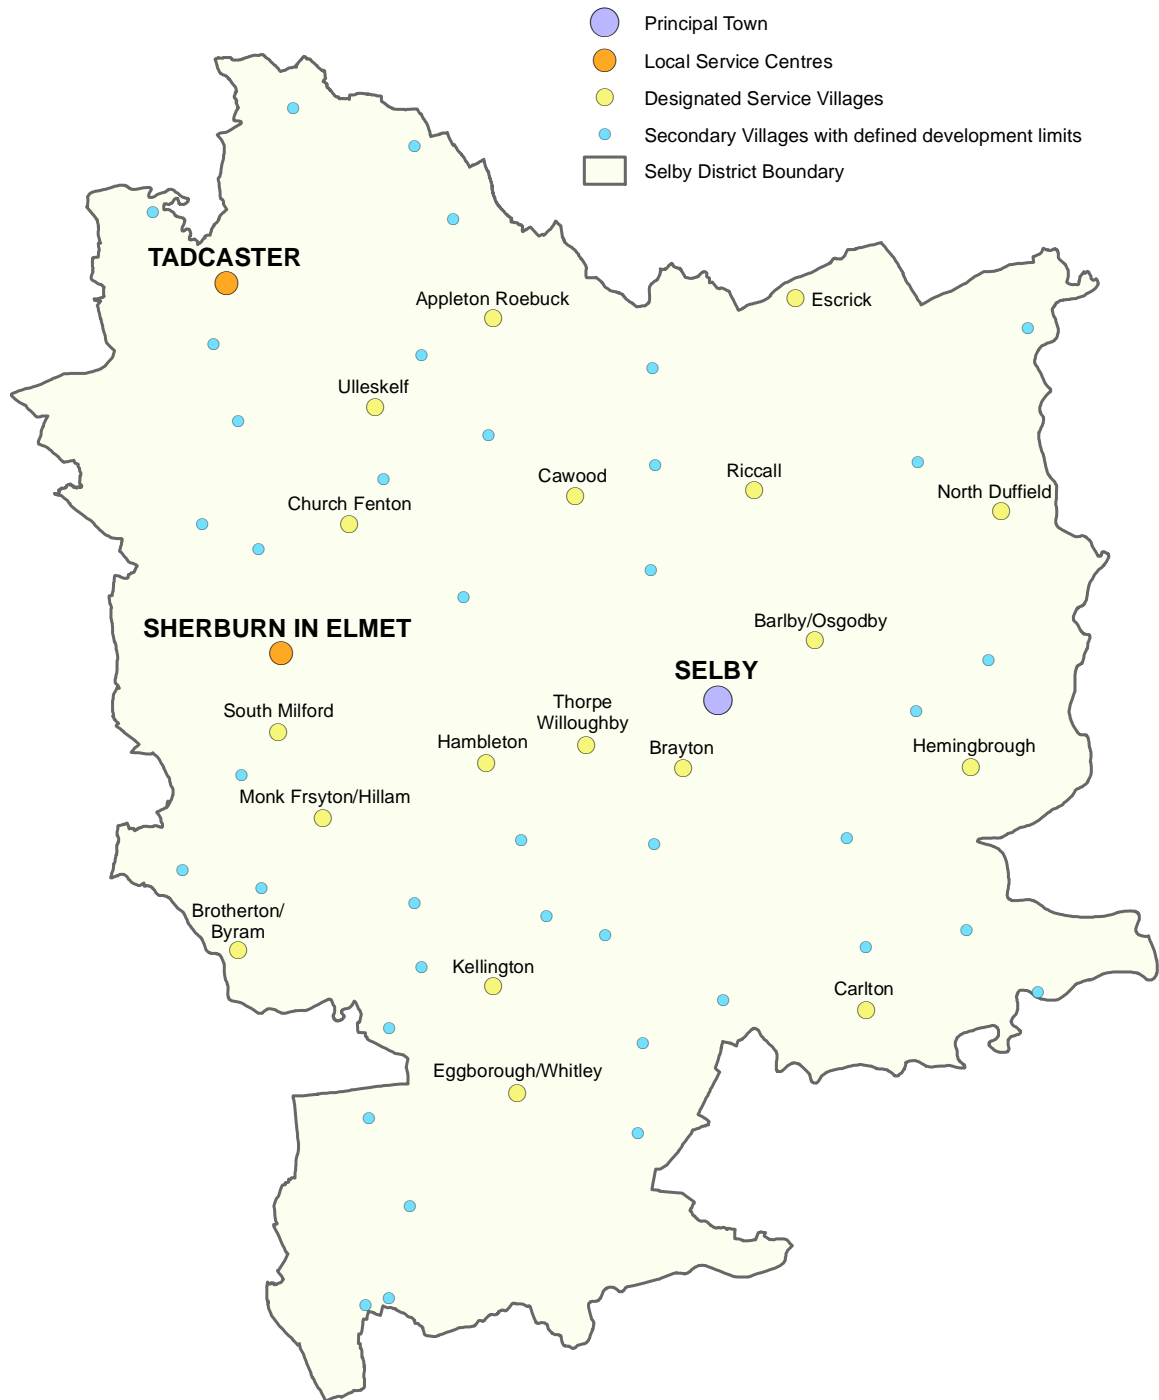 Principal Town
Local Service Centres
Designated Service Villages
Secondary Villages with defined development limits
Selby District Boundary
TADCASTER
Appleton Roebuck
Escrick
Ulleskelf
Cawood
Riccall
North Duffield
Church Fenton
SHERBURN IN ELMET
Barlby/Osgodby
SELBY
South Milford
Thorpe
Willoughby
Hambleton
Brayton
Hemingbrough
Monk Frsyton/Hillam
Brotherton/
Byram
Kellington
Carlton
Eggborough/Whitley